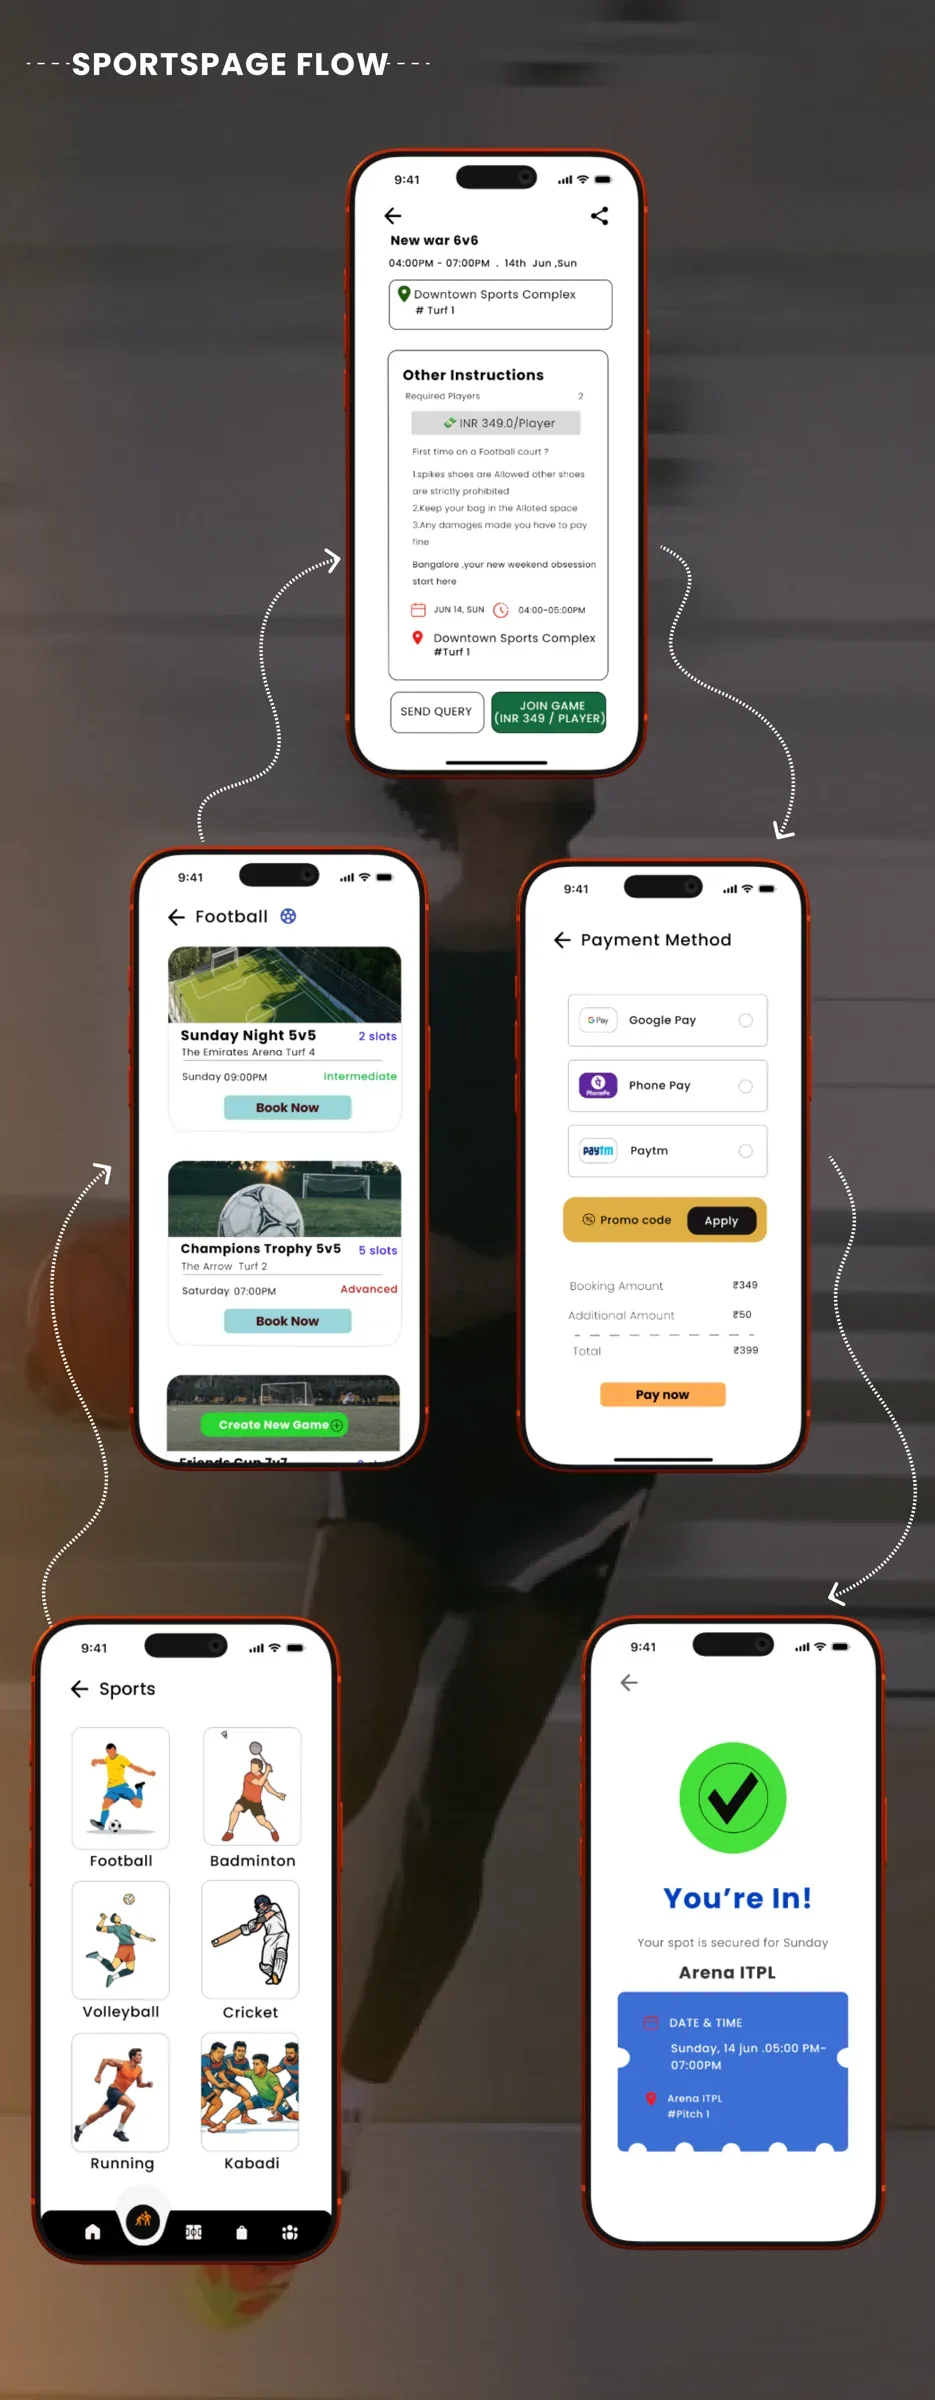 SPORTSPAGE FLOW
9:41
New war 6v6
04:00PM - 07:00PM . 14th Jun ,Sun
Downtown Sports Complex
# Turf 1
Other Instructions
Required Players 2
INR 349.0/Player
First time on a Football court ?
1.spikes shoes are Allowed other shoes
are strictly prohibited
2.Keep your bag in the Alloted space
3.Any damages made you have to pay
fine
Bangalore ,your new weekend obsession
start here
JUN 14, SUN 04:00-05:00PM
Downtown Sports Complex
#Turf 1
SEND QUERY
JOIN GAME
(INR 349 / PLAYER)
9:41
Football
Sunday Night 5v5 2 slots
The Emirates Arena Turf 4
Sunday 09:00PM Intermediate
Book Now
Champions Trophy 5v5 5 slots
The Arrow Turf 2
Saturday 07:00PM Advanced
Book Now
Create New Game
Friends Cup 7v7
9:41
Payment Method
G Pay Google Pay
PhonePe Phone Pay
paytm Paytm
Promo code Apply
Booking Amount ₹349
Additional Amount ₹50
Total ₹399
Pay now
9:41
Sports
Football Badminton
Volleyball Cricket
Running Kabadi
9:41
You're In!
Your spot is secured for Sunday
Arena ITPL
DATE & TIME
Sunday, 14 jun .05:00 PM-
07:00PM
Arena ITPL
#Pitch 1